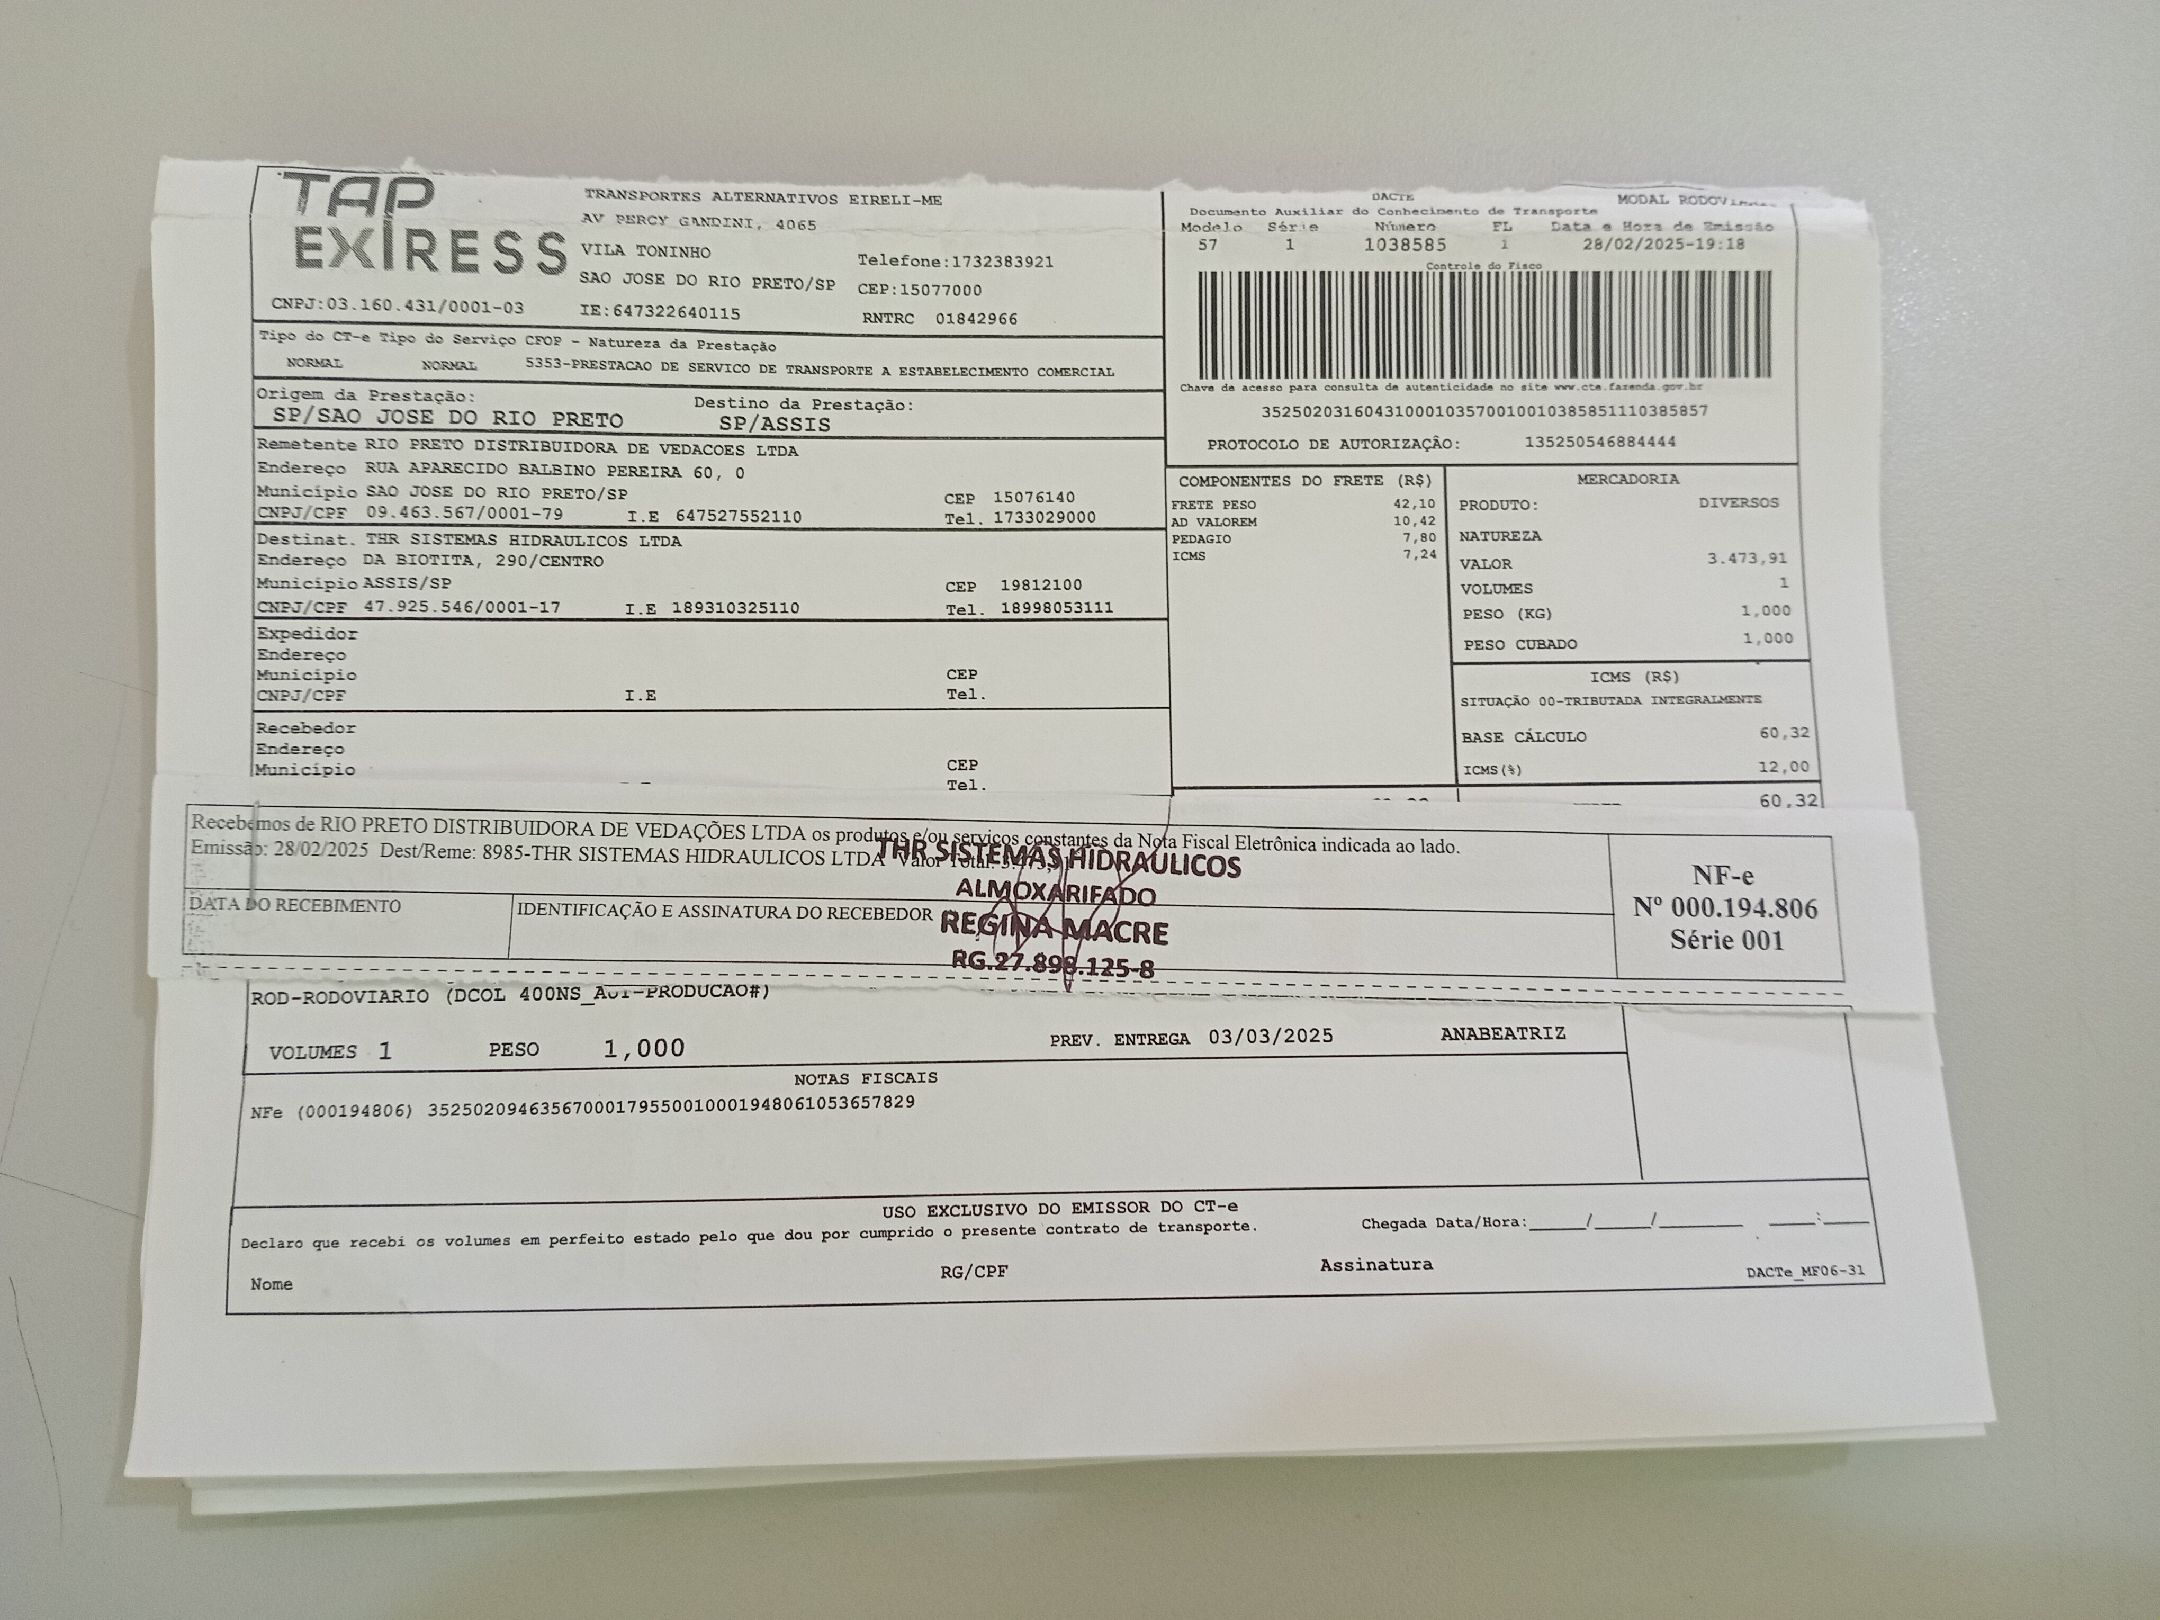 TAP EXIRESS
TRANSPORTES ALTERNATIVOS EIRELI-ME
AV PERCY GANDINI, 4065
VILA TONINHO
Telefone:1732383921
SAO JOSE DO RIO PRETO/SP CEP:15077000
CNPJ:03.160.431/0001-03 IE:647322640115 RNTRC 01842966
DACTE MODAL
Documento Auxiliar do Conhecimento de Transporte
Modelo Série Número FL Data e Hora de Emissão
57 1 1038585 1 28/02/2025-19:18
Controle do Fisco
Chave de acesso para consulta de autenticidade no site www.cte.fazenda.gov.br
35250203160431000103570010010385851110385857
PROTOCOLO DE AUTORIZAÇÃO: 135250546884444
Tipo do CT-e Tipo do Serviço CFOP - Natureza da Prestação
NORMAL NORMAL 5353-PRESTACAO DE SERVICO DE TRANSPORTE A ESTABELECIMENTO COMERCIAL
Origem da Prestação: Destino da Prestação:
SP/SAO JOSE DO RIO PRETO SP/ASSIS
Remetente RIO PRETO DISTRIBUIDORA DE VEDACOES LTDA
Endereço RUA APARECIDO BALBINO PEREIRA 60, 0
Município SAO JOSE DO RIO PRETO/SP CEP 15076140
CNPJ/CPF 09.463.567/0001-79 I.E 647527552110 Tel. 1733029000
Destinat. THR SISTEMAS HIDRAULICOS LTDA
Endereço DA BIOTITA, 290/CENTRO
Município ASSIS/SP CEP 19812100
CNPJ/CPF 47.925.546/0001-17 I.E 189310325110 Tel. 18998053111
Expedidor
Endereço
Município CEP
CNPJ/CPF I.E Tel.
Recebedor
Endereço
Município CEP
Tel.
COMPONENTES DO FRETE (R$)
FRETE PESO 42,10
AD VALOREM 10,42
PEDAGIO 7,80
ICMS 7,24
MERCADORIA
PRODUTO: DIVERSOS
NATUREZA
VALOR 3.473,91
VOLUMES 1
PESO (KG) 1,000
PESO CUBADO 1,000
ICMS (R$)
SITUAÇÃO 00-TRIBUTADA INTEGRALMENTE
BASE CÁLCULO 60,32
ICMS(%) 12,00
60,32
Recebemos de RIO PRETO DISTRIBUIDORA DE VEDAÇÕES LTDA os produtos e/ou serviços constantes da Nota Fiscal Eletrônica indicada ao lado.
Emissão: 28/02/2025 Dest/Reme: 8985-THR SISTEMAS HIDRAULICOS LTDA Valor Total:
DATA DO RECEBIMENTO IDENTIFICAÇÃO E ASSINATURA DO RECEBEDOR
THR SISTEMAS HIDRAULICOS
ALMOXARIFADO
REGINA MACRE
RG.27.898.125-8
NF-e
Nº 000.194.806
Série 001
ROD-RODOVIARIO (DCOL 400NS_AUT-PRODUCAO#)
VOLUMES 1 PESO 1,000 PREV. ENTREGA 03/03/2025 ANABEATRIZ
NOTAS FISCAIS
NFe (000194806) 35250209463567000179550010001948061053657829
USO EXCLUSIVO DO EMISSOR DO CT-e
Declaro que recebi os volumes em perfeito estado pelo que dou por cumprido o presente contrato de transporte. Chegada Data/Hora:_____/_____/_______ ____:____
Nome RG/CPF Assinatura DACTe_MF06-31